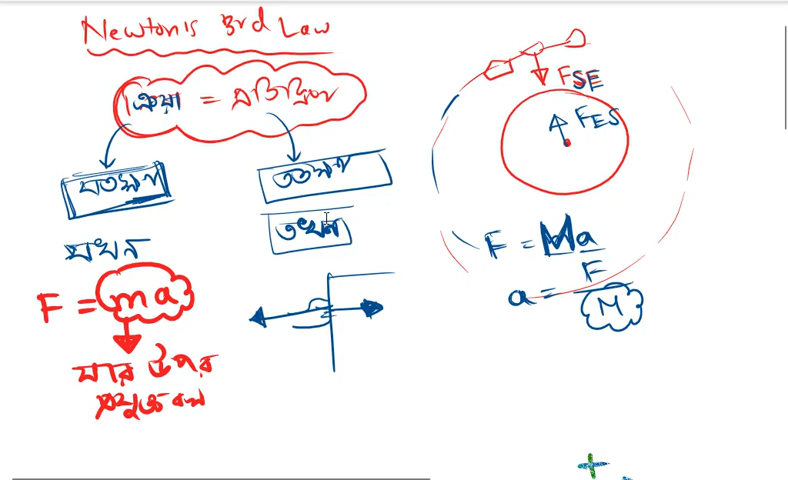 Newton's 3rd Law
ক্রিয়া = প্রতিক্রিয়া
যতক্ষণ
ততক্ষণ
যখন
তখন
F = ma
যার উপর
প্রযুক্ত বল
FSE
FES
F = Ma
a = F
M